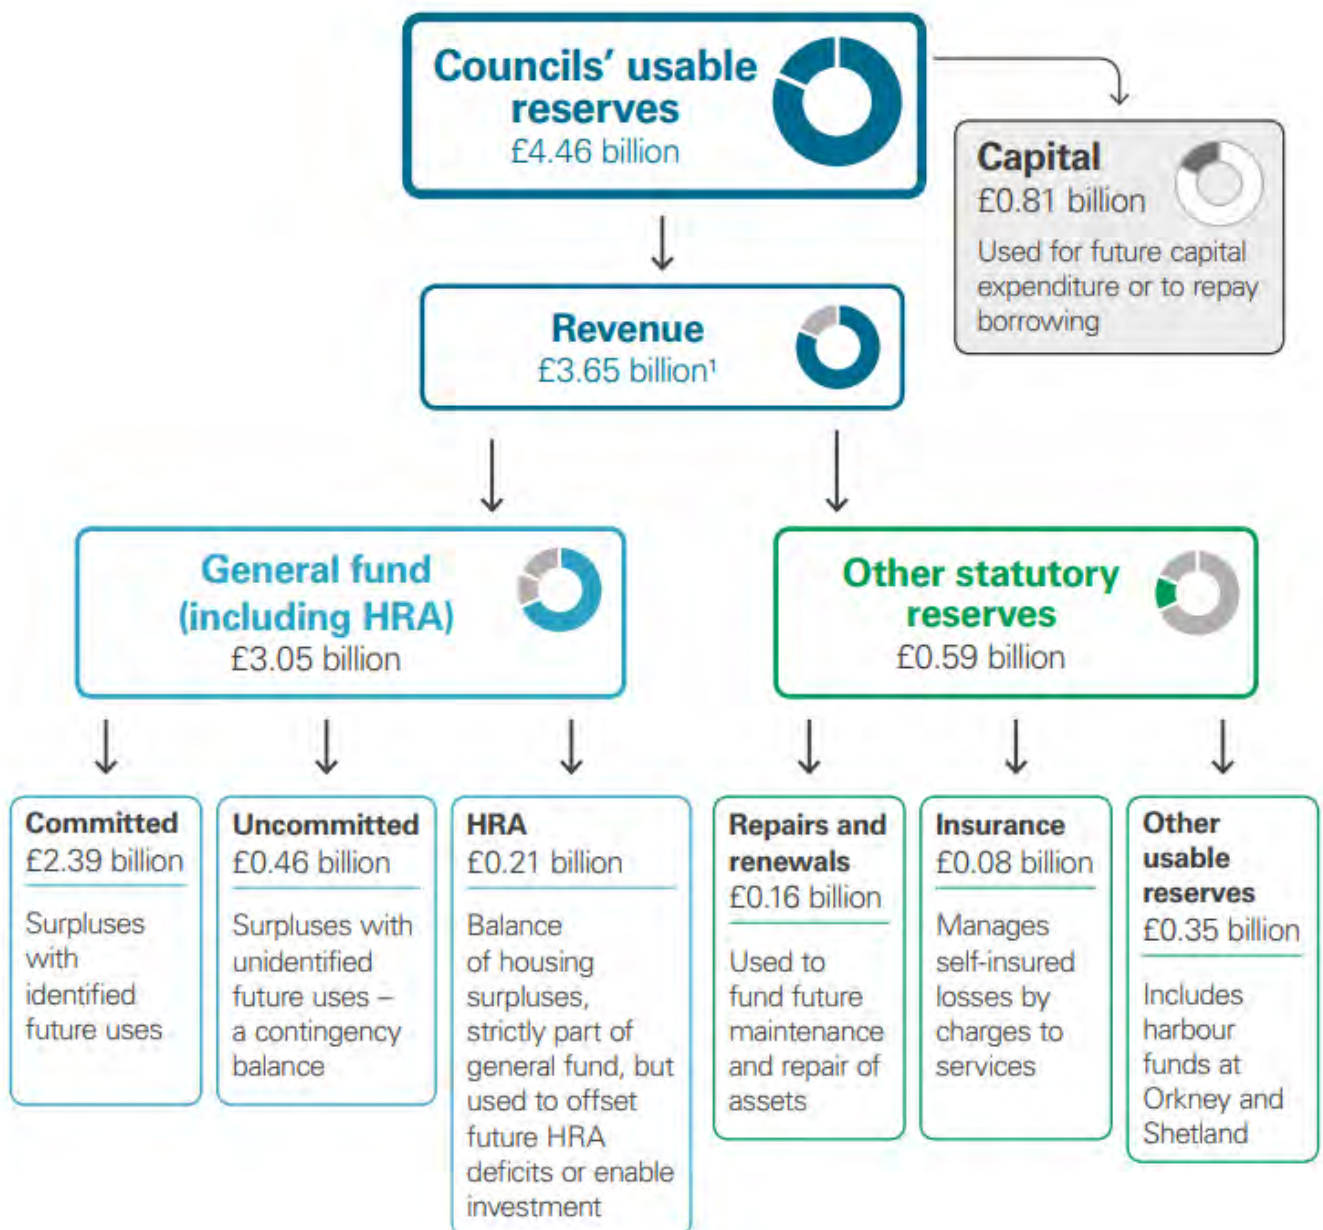 Councils’ usable
reserves
£4.46 billion
Capital
£0.81 billion
Used for future capital
expenditure or to repay
borrowing
Revenue
£3.65 billion¹
General fund
(including HRA)
£3.05 billion
Other statutory
reserves
£0.59 billion
Committed
£2.39 billion
Surpluses
with
identified
future uses
Uncommitted
£0.46 billion
Surpluses with
unidentified
future uses –
a contingency
balance
HRA
£0.21 billion
Balance
of housing
surpluses,
strictly part of
general fund, but
used to offset
future HRA
deficits or enable
investment
Repairs and
renewals
£0.16 billion
Used to
fund future
maintenance
and repair of
assets
Insurance
£0.08 billion
Manages
self-insured
losses by
charges to
services
Other
usable
reserves
£0.35 billion
Includes
harbour
funds at
Orkney and
Shetland